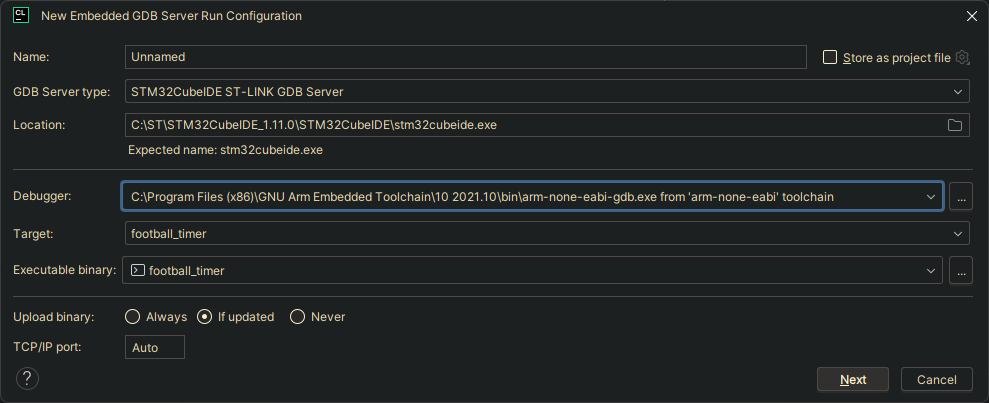 CL
New Embedded GDB Server Run Configuration
Name: Unnamed Store as project file
GDB Server type: STM32CubeIDE ST-LINK GDB Server
Location: C:\ST\STM32CubeIDE_1.11.0\STM32CubeIDE\stm32cubeide.exe
Expected name: stm32cubeide.exe
Debugger: C:\Program Files (x86)\GNU Arm Embedded Toolchain\10 2021.10\bin\arm-none-eabi-gdb.exe from 'arm-none-eabi' toolchain ...
Target: football_timer
Executable binary: football_timer ...
Upload binary: Always If updated Never
TCP/IP port: Auto
? Next Cancel